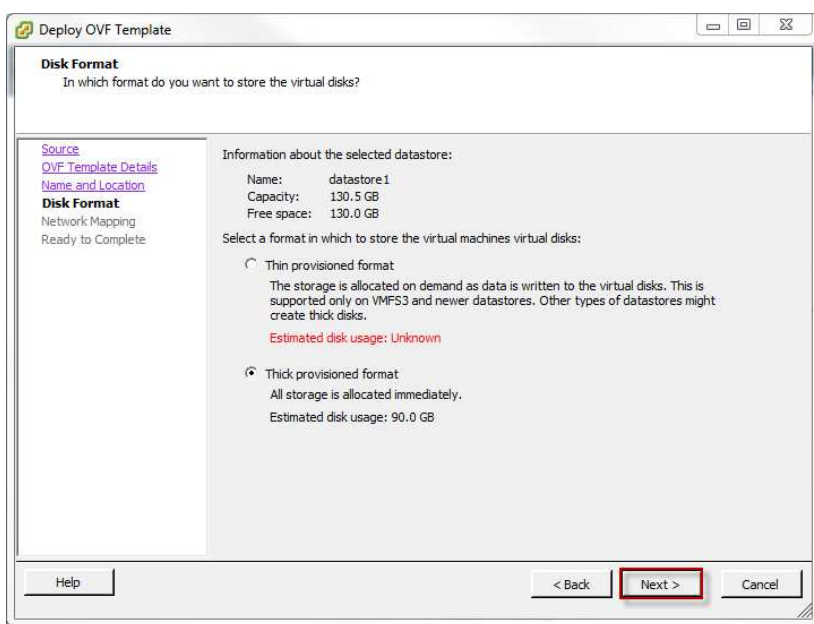 Deploy OVF Template
Disk Format
In which format do you want to store the virtual disks?
Source
OVF Template Details
Name and Location
Disk Format
Network Mapping
Ready to Complete
Information about the selected datastore:
Name: datastore1
Capacity: 130.5 GB
Free space: 130.0 GB
Select a format in which to store the virtual machines virtual disks:
Thin provisioned format
The storage is allocated on demand as data is written to the virtual disks. This is
supported only on VMFS3 and newer datastores. Other types of datastores might
create thick disks.
Estimated disk usage: Unknown
Thick provisioned format
All storage is allocated immediately.
Estimated disk usage: 90.0 GB
Help
< Back
Next >
Cancel